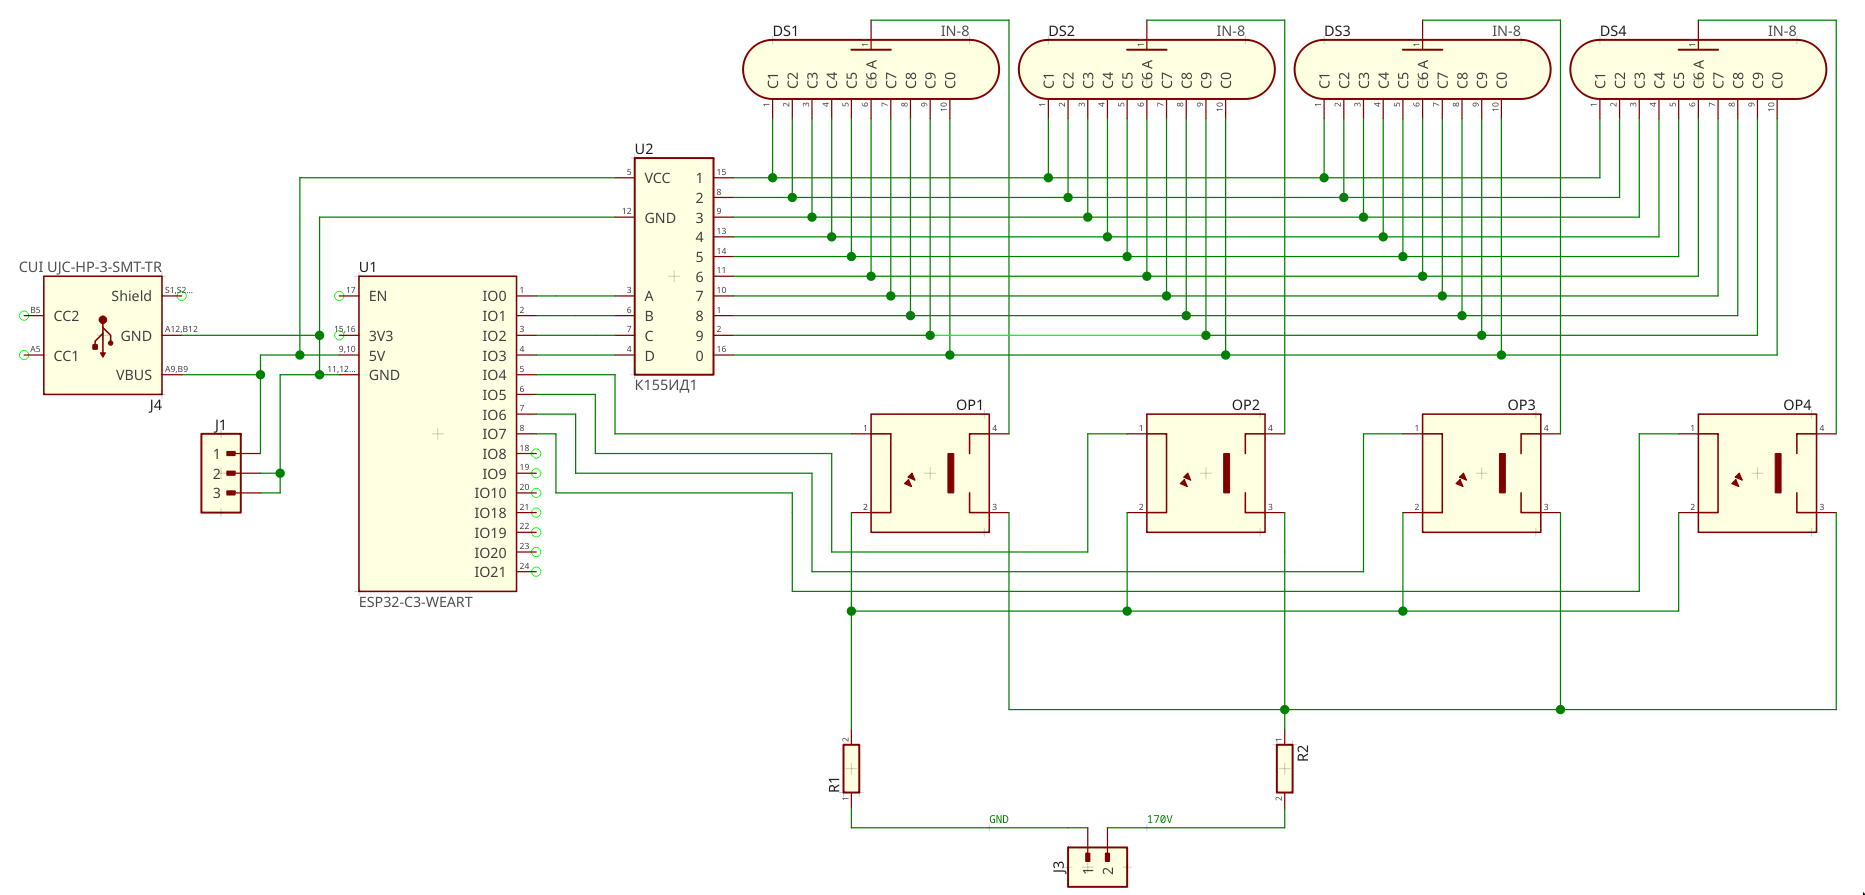 DS1 IN-8
1
A
C1 C2 C3 C4 C5 C6 C7 C8 C9 C0
1 2 3 4 5 6 7 8 9 10
DS2 IN-8
1
A
C1 C2 C3 C4 C5 C6 C7 C8 C9 C0
1 2 3 4 5 6 7 8 9 10
DS3 IN-8
1
A
C1 C2 C3 C4 C5 C6 C7 C8 C9 C0
1 2 3 4 5 6 7 8 9 10
DS4 IN-8
1
A
C1 C2 C3 C4 C5 C6 C7 C8 C9 C0
1 2 3 4 5 6 7 8 9 10
U2
5 VCC 1 15
2 8
12 GND 3 9
4 13
5 14
6 11
3 A 7 10
6 B 8 1
7 C 9 2
4 D 0 16
К155ИД1
CUI UJC-HP-3-SMT-TR
Shield S1,S2...
B5 CC2
GND A12,B12
A5 CC1
VBUS A9,B9
J4
U1
17 EN IO0 1
IO1 2
15,16 3V3 IO2 3
9,10 5V IO3 4
11,12... GND IO4 5
IO5 6
IO6 7
IO7 8
IO8 18
IO9 19
IO10 20
IO18 21
IO19 22
IO20 23
IO21 24
ESP32-C3-WEART
J1
1
2
3
OP1
1 4
2 3
OP2
1 4
2 3
OP3
1 4
2 3
OP4
1 4
2 3
2
R1
1
1
R2
2
GND 170V
J3
1 2